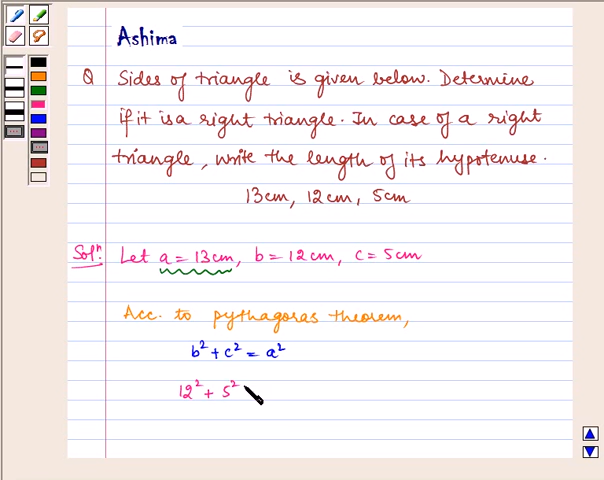 Ashima
Q Sides of triangle is given below. Determine
if it is a right triangle. In case of a right
triangle, write the length of its hypotenuse.
13cm, 12cm, 5cm
Solⁿ. Let a = 13cm, b = 12cm, c = 5cm
Acc. to pythagoras theorem,
b² + c² = a²
12² + 5²